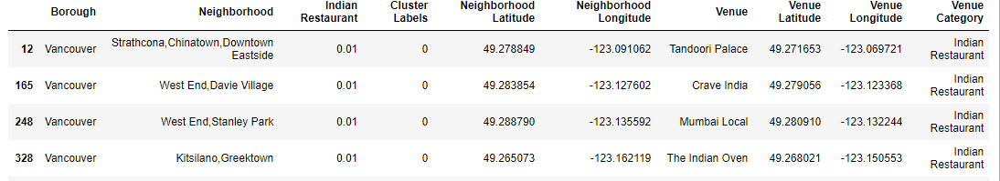 Borough Neighborhood Indian Restaurant Cluster Labels Neighborhood Latitude Neighborhood Longitude Venue Venue Latitude Venue Longitude Venue Category
12 Vancouver Strathcona,Chinatown,Downtown Eastside 0.01 0 49.278849 -123.091062 Tandoori Palace 49.271653 -123.069721 Indian Restaurant
165 Vancouver West End,Davie Village 0.01 0 49.283854 -123.127602 Crave India 49.279056 -123.123368 Indian Restaurant
248 Vancouver West End,Stanley Park 0.01 0 49.288790 -123.135592 Mumbai Local 49.280910 -123.132244 Indian Restaurant
328 Vancouver Kitsilano,Greektown 0.01 0 49.265073 -123.162119 The Indian Oven 49.268021 -123.150553 Indian Restaurant